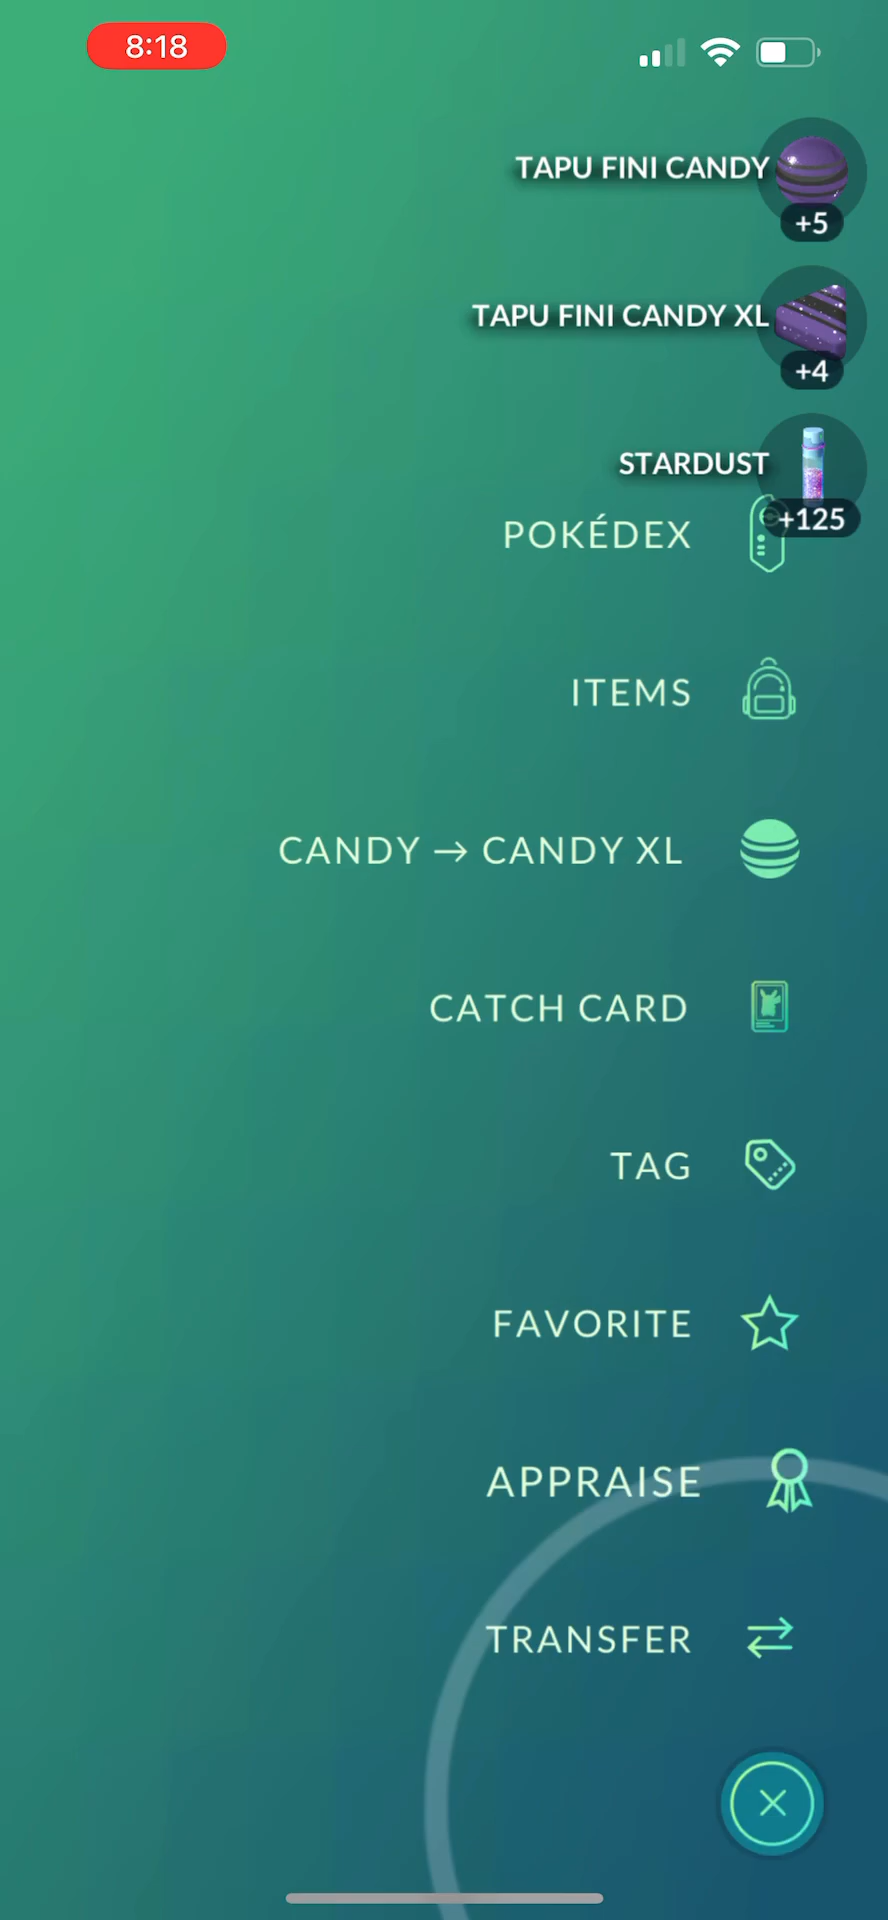 8:18
TAPU FINI CANDY
+5
TAPU FINI CANDY XL
+4
STARDUST
+125
POKÉDEX
ITEMS
CANDY → CANDY XL
CATCH CARD
TAG
FAVORITE
APPRAISE
TRANSFER